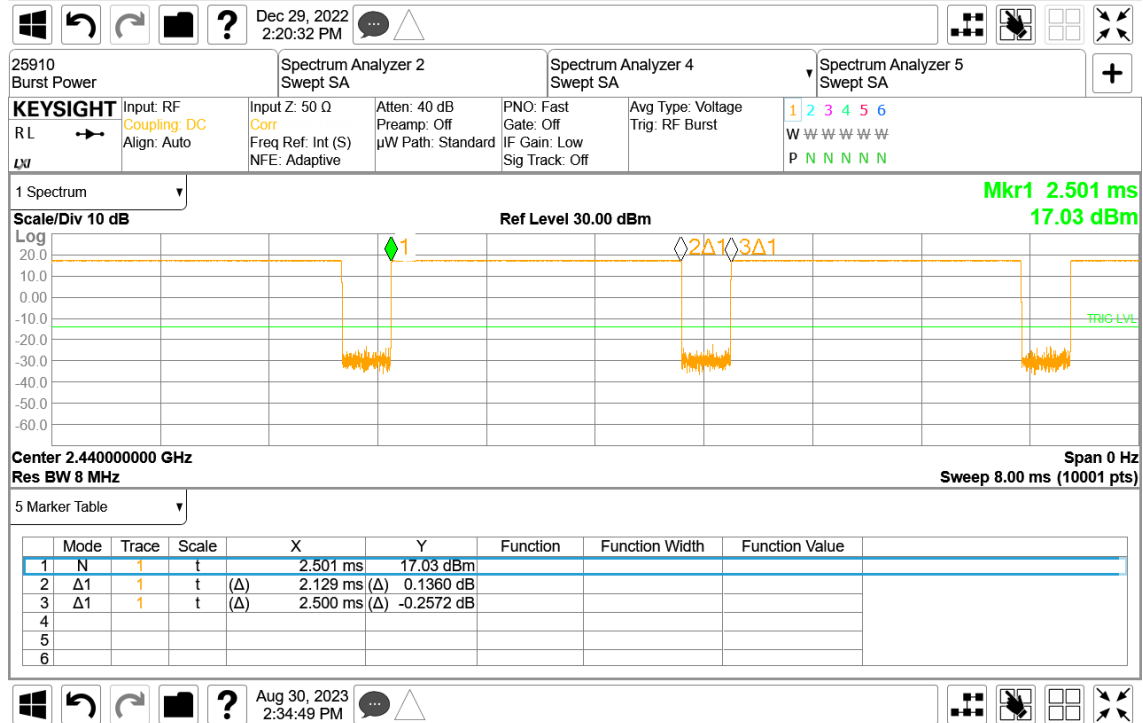 Dec 29, 2022
2:20:32 PM
?
25910
Burst Power
Spectrum Analyzer 2
Swept SA
Spectrum Analyzer 4
Swept SA
Spectrum Analyzer 5
Swept SA
+
KEYSIGHT
R L
LXI
Input: RF
Coupling: DC
Align: Auto
Input Z: 50 Ω
Corr
Freq Ref: Int (S)
NFE: Adaptive
Atten: 40 dB
Preamp: Off
µW Path: Standard
PNO: Fast
Gate: Off
IF Gain: Low
Sig Track: Off
Avg Type: Voltage
Trig: RF Burst
1 2 3 4 5 6
W W W W W W
P N N N N N
1 Spectrum
Mkr1 2.501 ms
17.03 dBm
Scale/Div 10 dB
Ref Level 30.00 dBm
Log
1
2Δ1
3Δ1
20.0
10.0
0.00
-10.0
-20.0
-30.0
-40.0
-50.0
-60.0
TRIG LVL
Center 2.440000000 GHz
Span 0 Hz
Res BW 8 MHz
Sweep 8.00 ms (10001 pts)
5 Marker Table
Mode Trace Scale X Y Function Function Width Function Value
1 N 1 t 2.501 ms 17.03 dBm
2 Δ1 1 t (Δ) 2.129 ms (Δ) 0.1360 dB
3 Δ1 1 t (Δ) 2.500 ms (Δ) -0.2572 dB
4
5
6
?
Aug 30, 2023
2:34:49 PM